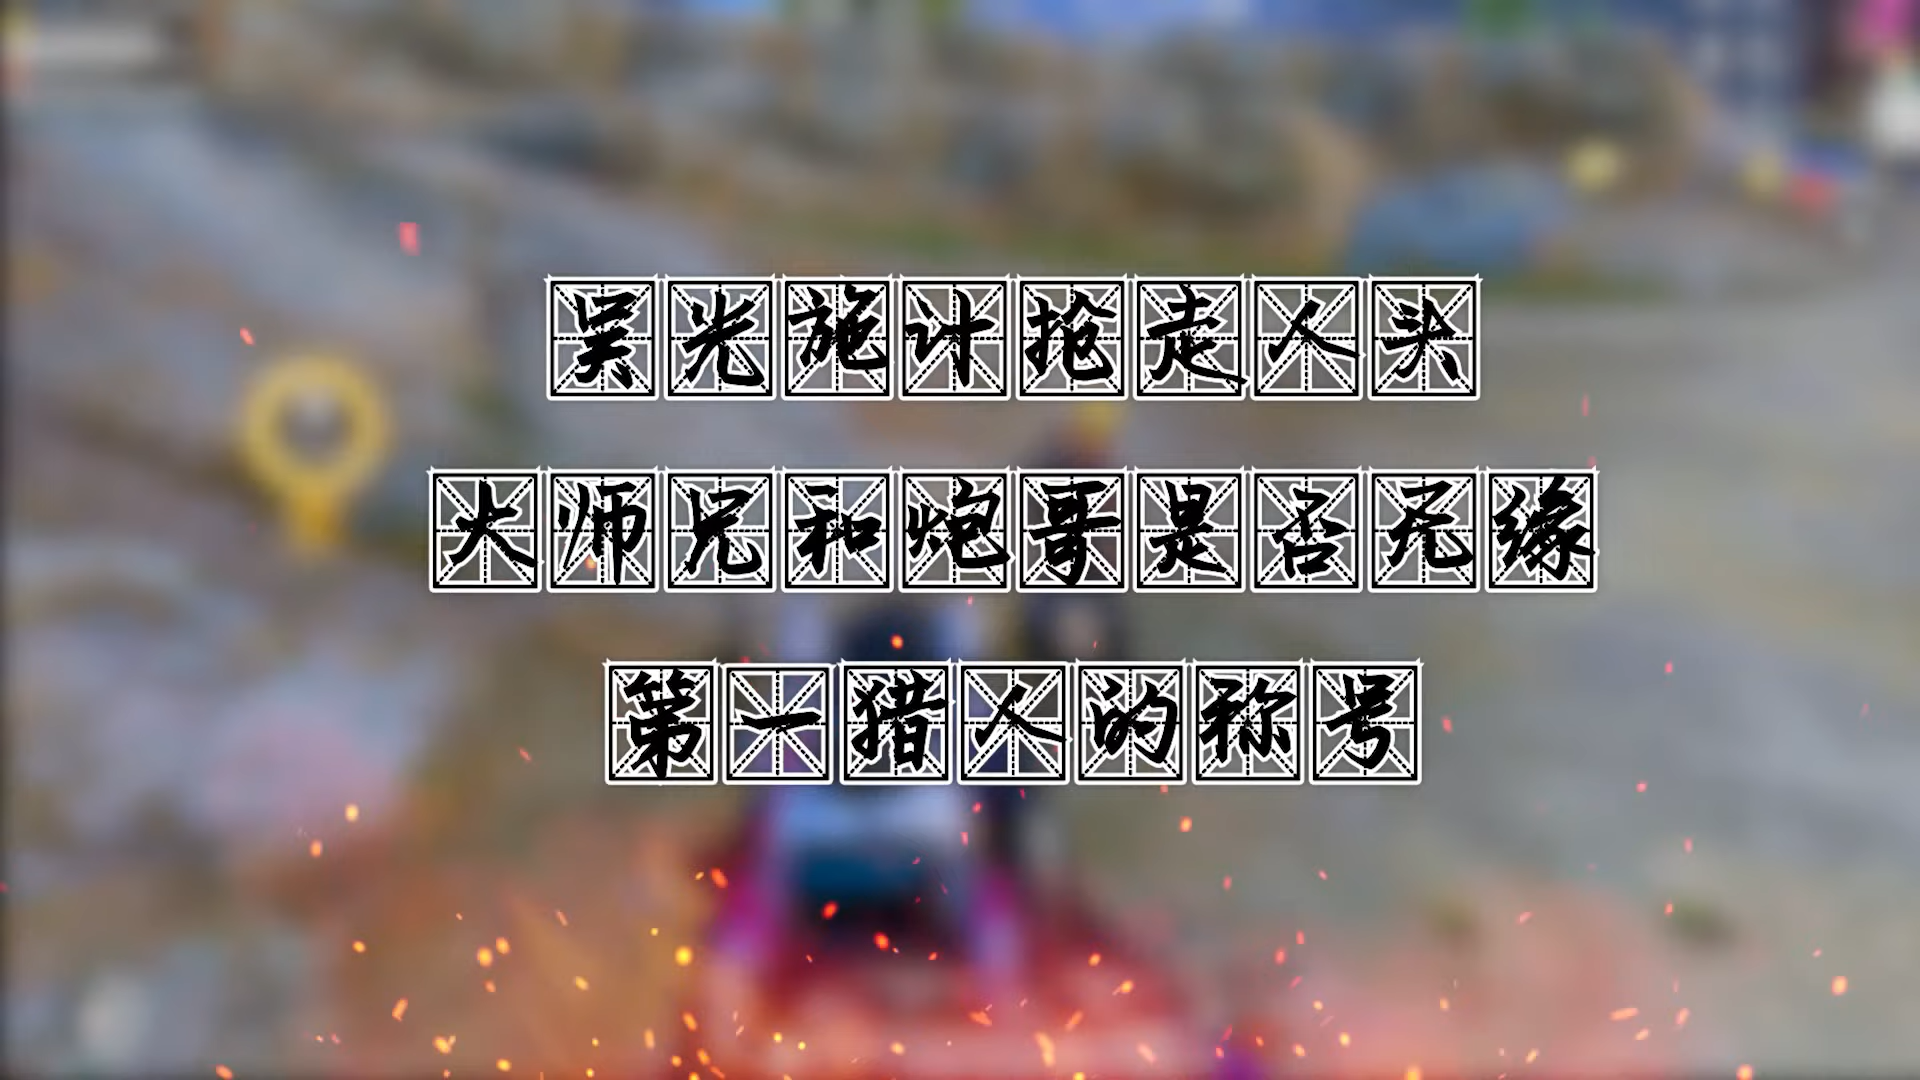 吴光施计抢走人头
大师兄和炮哥是否无缘
第一猎人的称号